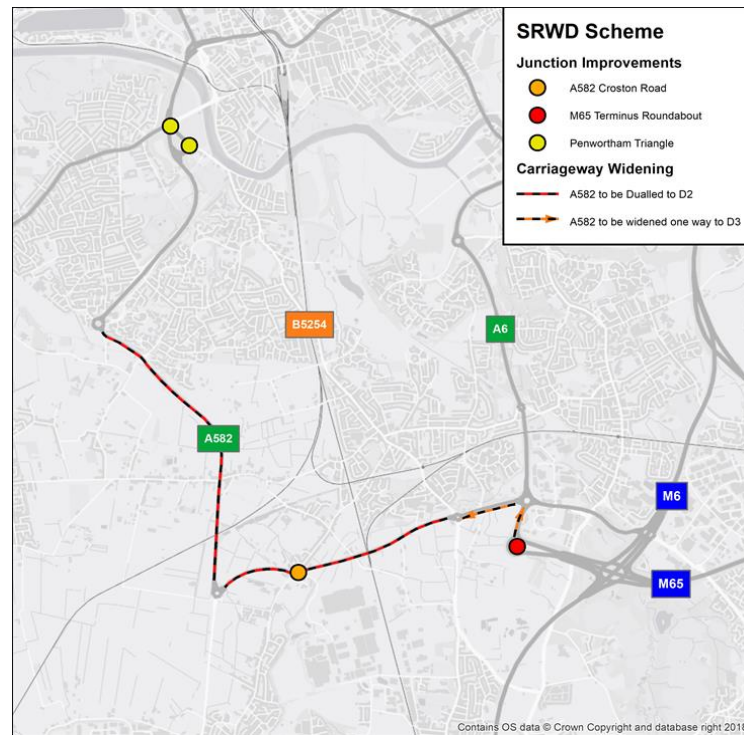 SRWD Scheme
Junction Improvements
A582 Croston Road
M65 Terminus Roundabout
Penwortham Triangle
Carriageway Widening
A582 to be Dualled to D2
A582 to be widened one way to D3
B5254
A6
A582
M6
M65
Contains OS data © Crown Copyright and database right 2018